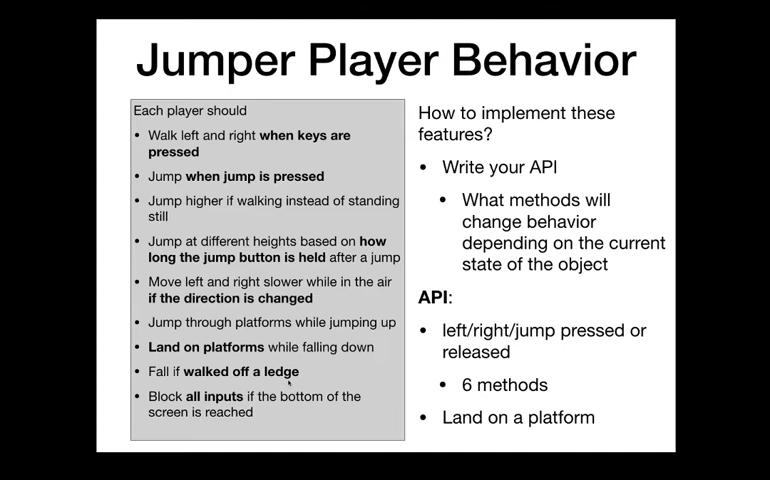 Jumper Player Behavior
Each player should
• Walk left and right when keys are
pressed
• Jump when jump is pressed
• Jump higher if walking instead of standing
still
• Jump at different heights based on how
long the jump button is held after a jump
• Move left and right slower while in the air
if the direction is changed
• Jump through platforms while jumping up
• Land on platforms while falling down
• Fall if walked off a ledge
• Block all inputs if the bottom of the
screen is reached
How to implement these
features?
• Write your API
• What methods will
change behavior
depending on the current
state of the object
API:
• left/right/jump pressed or
released
• 6 methods
• Land on a platform